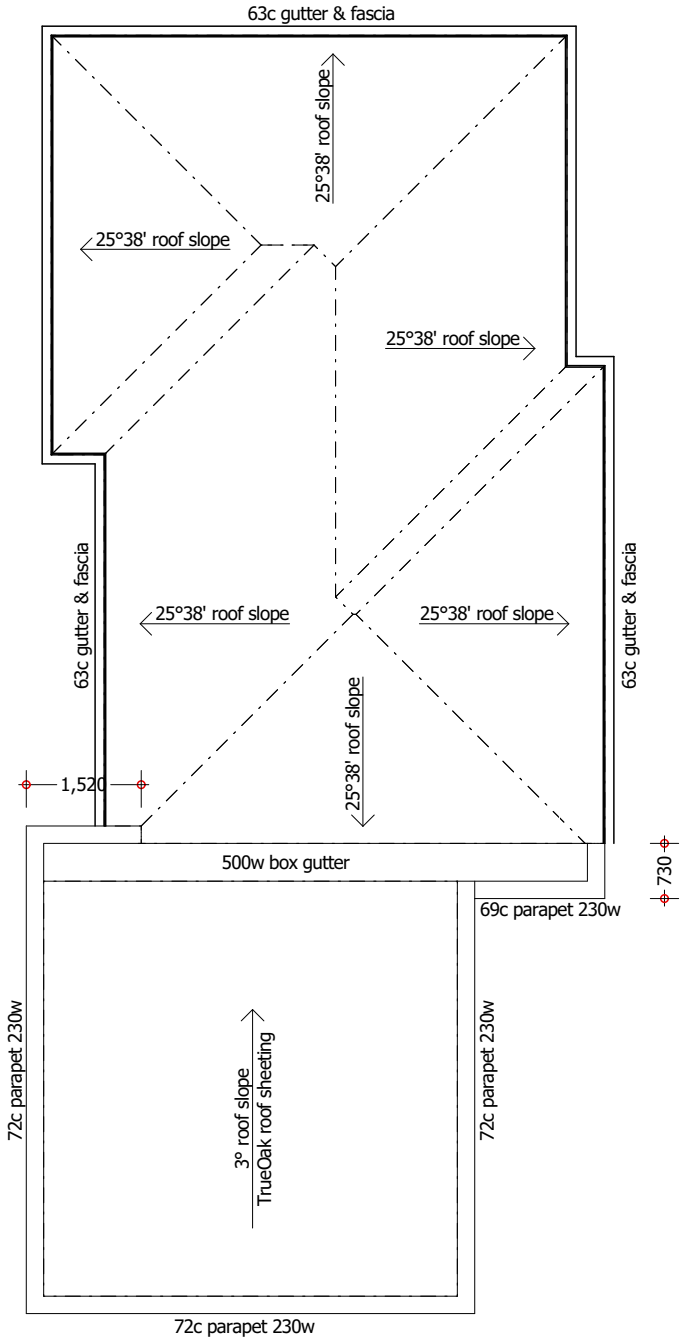 63c gutter & fascia
25°38' roof slope
25°38' roof slope
25°38' roof slope
63c gutter & fascia
25°38' roof slope
25°38' roof slope
63c gutter & fascia
25°38' roof slope
1,520
500w box gutter
730
69c parapet 230w
72c parapet 230w
3° roof slope
TrueOak roof sheeting
72c parapet 230w
72c parapet 230w